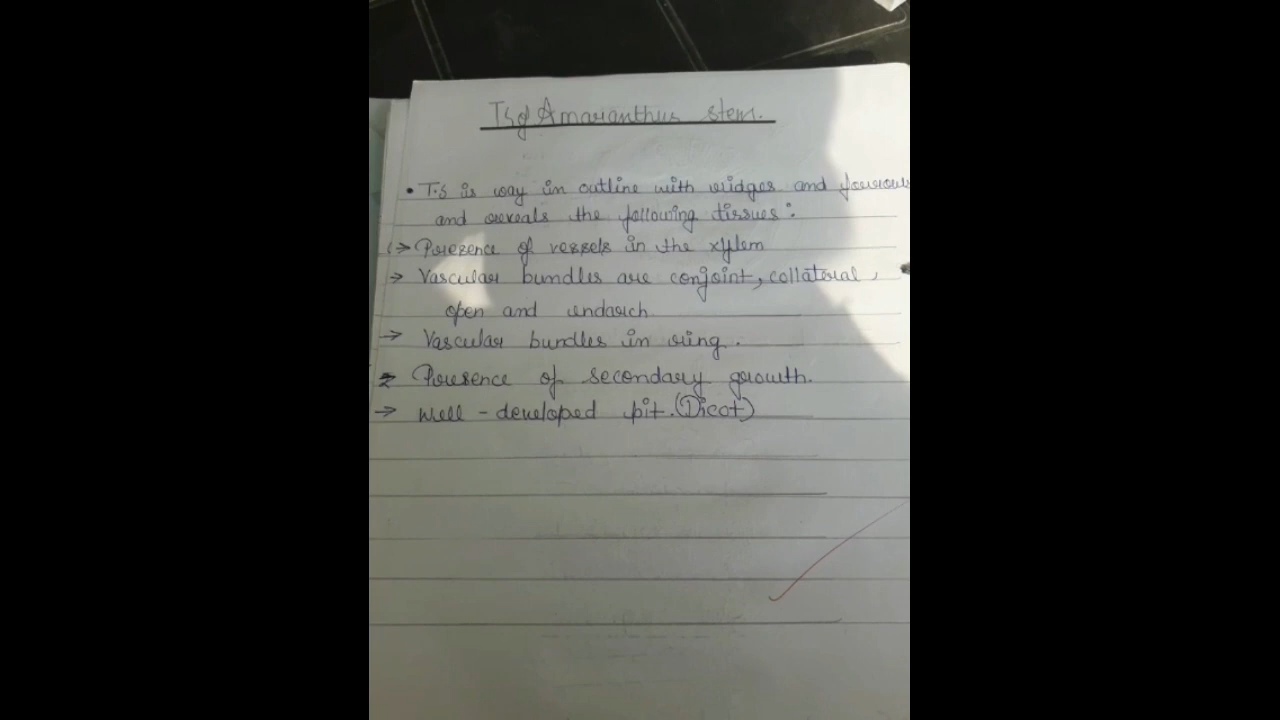 T.S of Amaranthus stem.
• T.S is way in outline with ridges and furrows
and reveals the following tissues:
→ Presence of vessels in the xylem
→ Vascular bundles are conjoint, collateral,
open and endarch
→ Vascular bundles in ring.
→ Presence of secondary growth.
→ Well-developed pit. (Dicot)